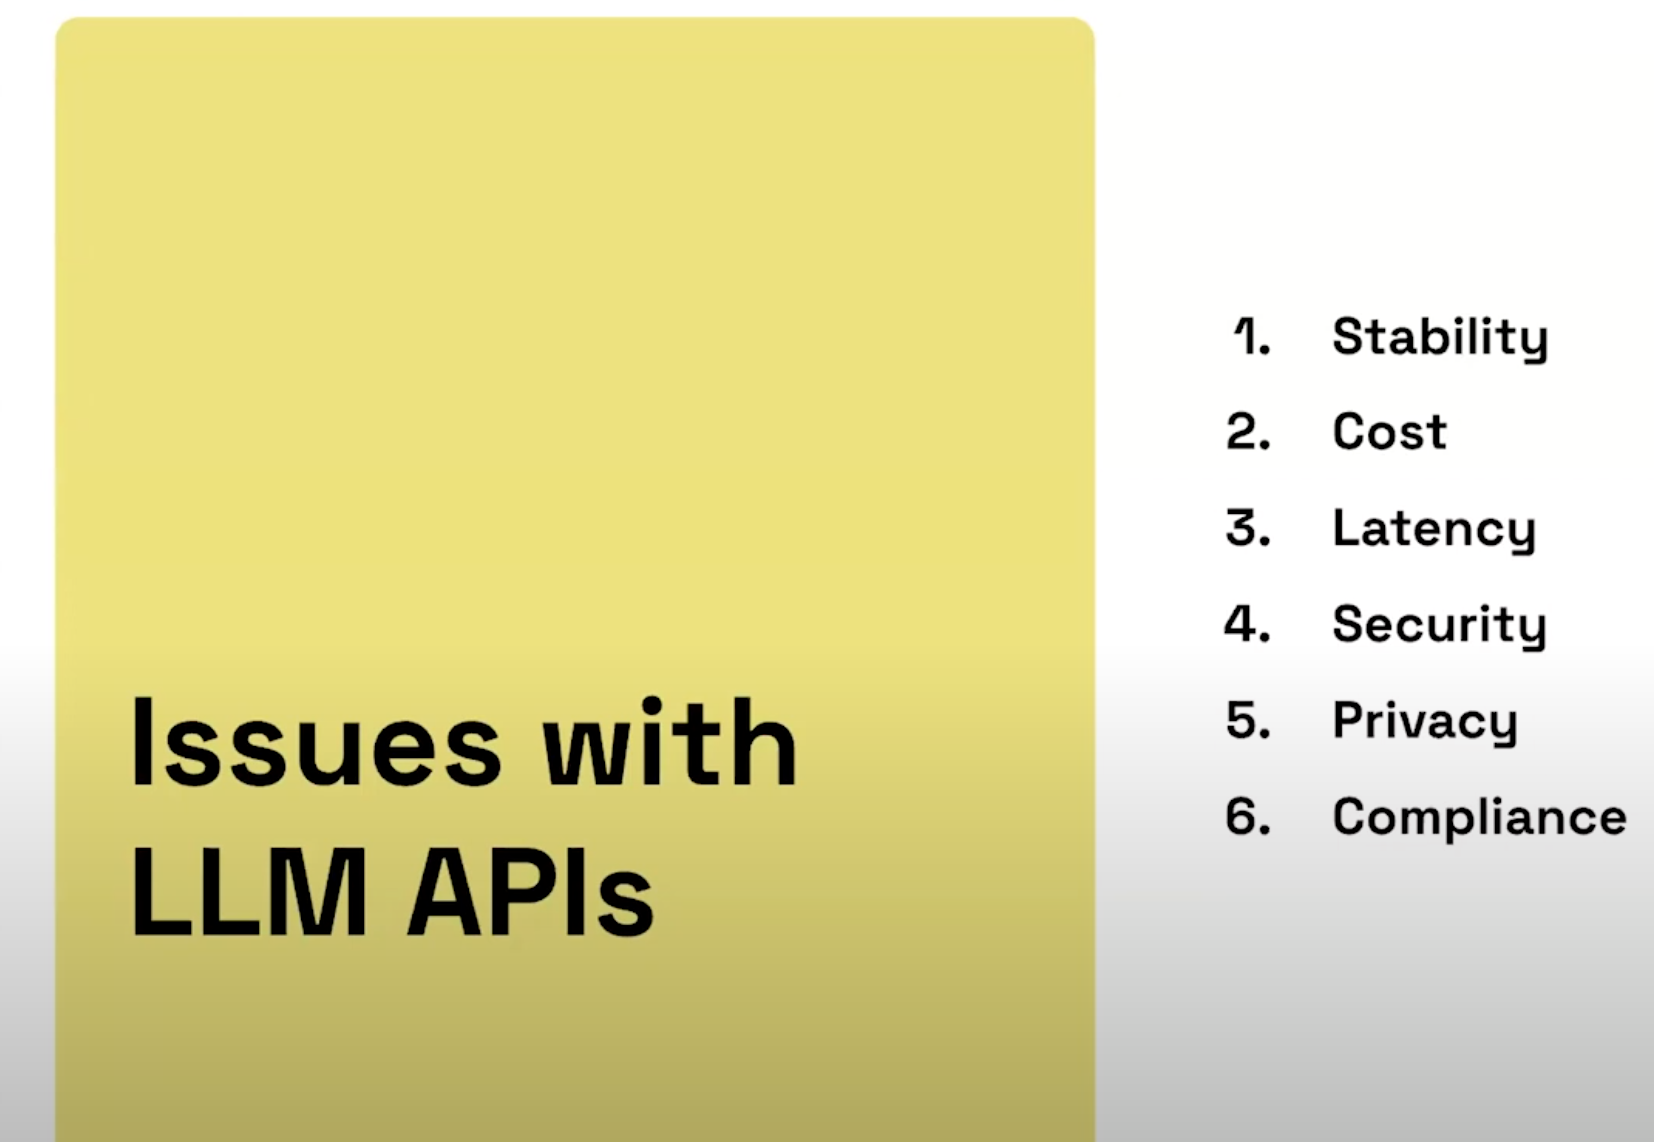 Issues with
LLM APIs
1. Stability
2. Cost
3. Latency
4. Security
5. Privacy
6. Compliance